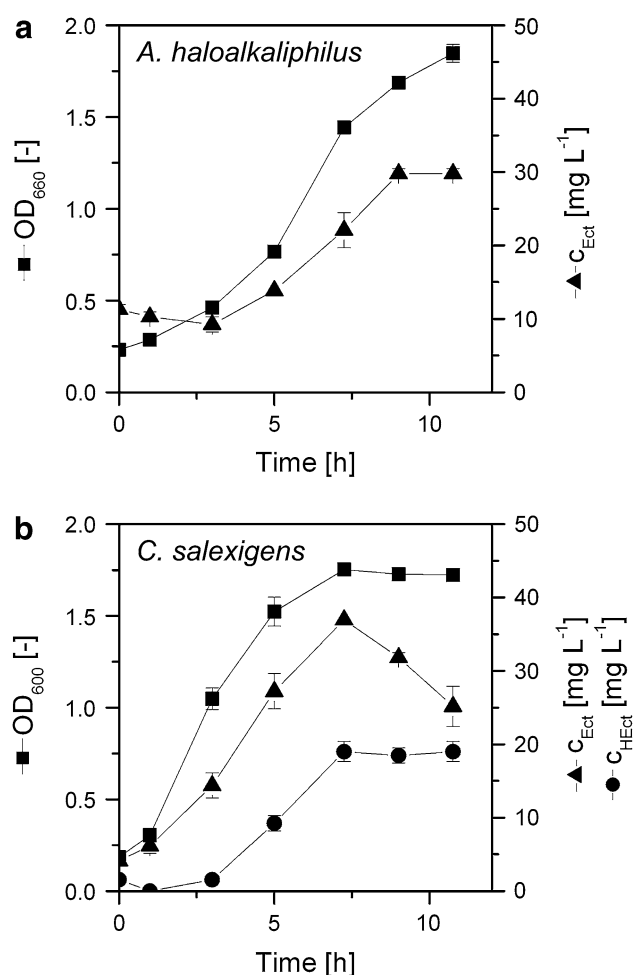 a
A. haloalkaliphilus
2.0
1.5
1.0
0.5
0.0
OD660 [-]
50
40
30
20
10
0
cEct [mg L-1]
0 5 10
Time [h]
b
C. salexigens
2.0
1.5
1.0
0.5
0.0
OD600 [-]
50
40
30
20
10
0
cEct [mg L-1]
cHEct [mg L-1]
0 5 10
Time [h]